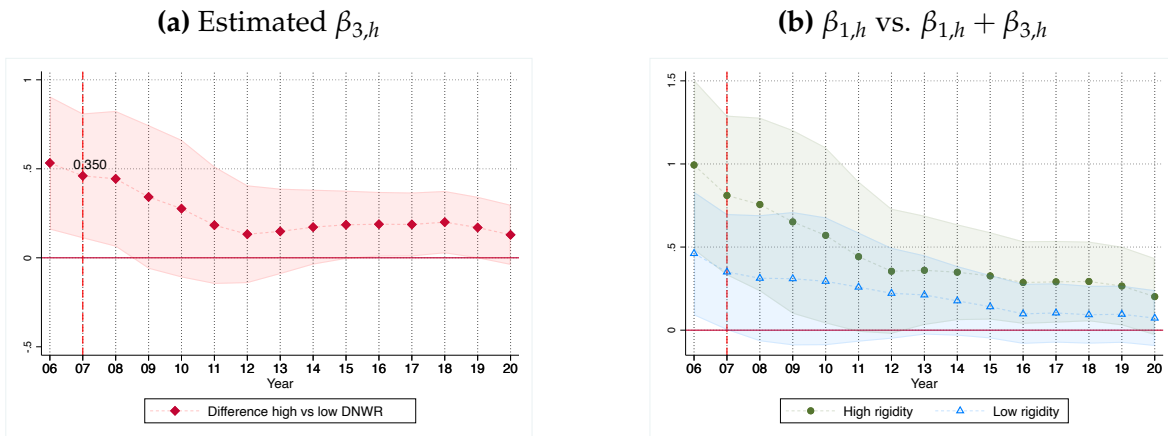 (a) Estimated β3,h
1
.5
0
-.5
0.350
06 07 08 09 10 11 12 13 14 15 16 17 18 19 20
Year
Difference high vs low DNWR
(b) β1,h vs. β1,h + β3,h
1.5
1
.5
0
06 07 08 09 10 11 12 13 14 15 16 17 18 19 20
Year
High rigidity Low rigidity